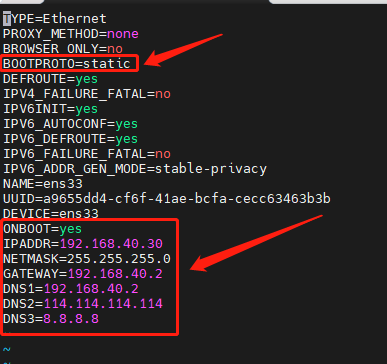 TYPE=Ethernet
PROXY_METHOD=none
BROWSER_ONLY=no
BOOTPROTO=static
DEFROUTE=yes
IPV4_FAILURE_FATAL=no
IPV6INIT=yes
IPV6_AUTOCONF=yes
IPV6_DEFROUTE=yes
IPV6_FAILURE_FATAL=no
IPV6_ADDR_GEN_MODE=stable-privacy
NAME=ens33
UUID=a9655dd4-cf6f-41ae-bcfa-cecc63463b3b
DEVICE=ens33
ONBOOT=yes
IPADDR=192.168.40.30
NETMASK=255.255.255.0
GATEWAY=192.168.40.2
DNS1=192.168.40.2
DNS2=114.114.114.114
DNS3=8.8.8.8
~
~